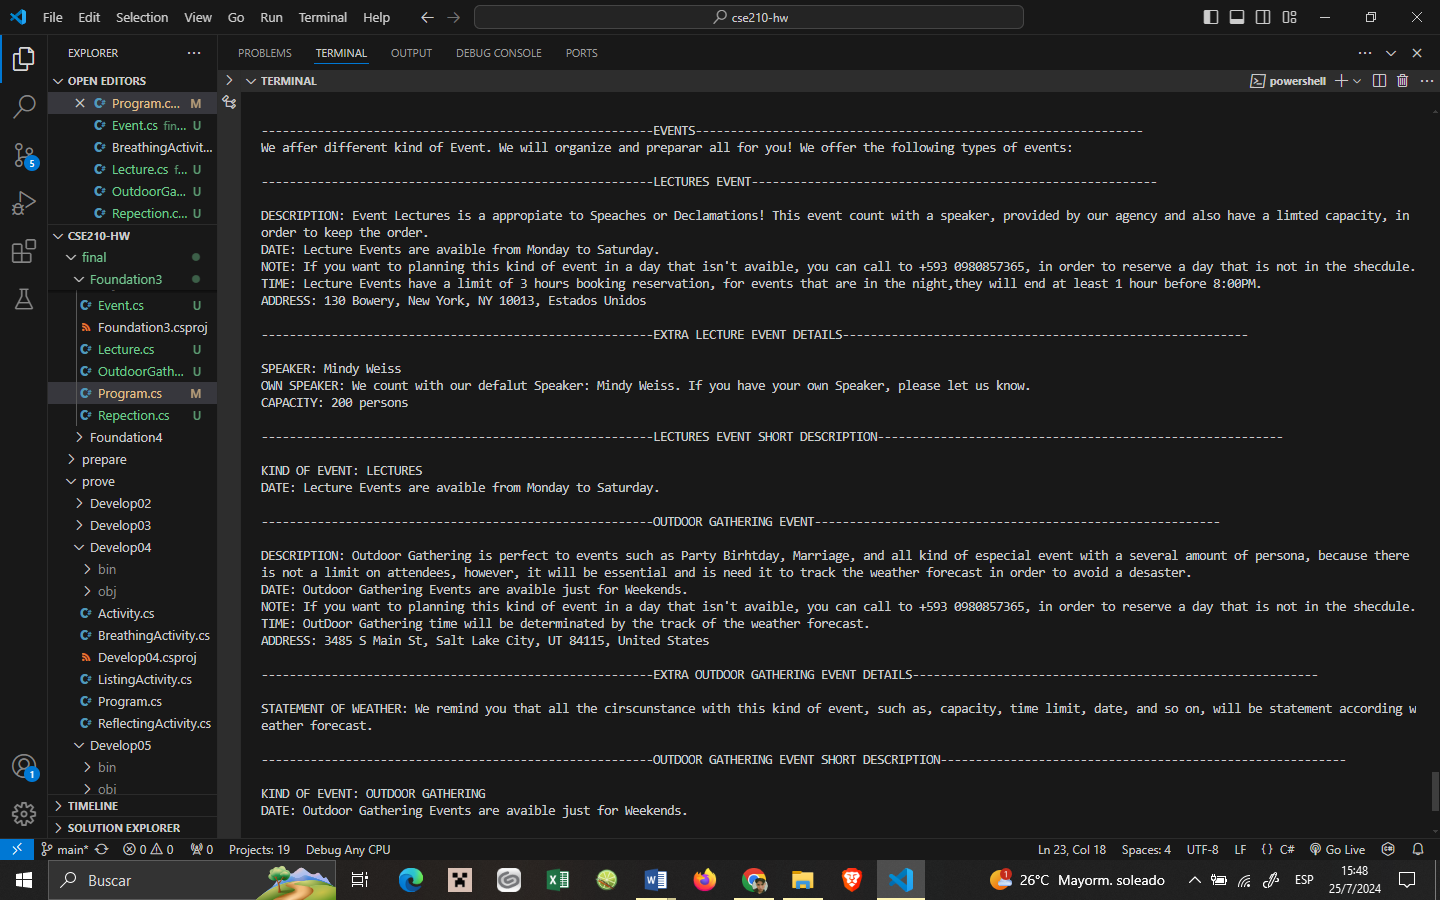 File Edit Selection View Go Run Terminal Help
cse210-hw
EXPLORER
PROBLEMS TERMINAL OUTPUT DEBUG CONSOLE PORTS
OPEN EDITORS
Program.c... M
Event.cs fin... U
BreathingActivit...
Lecture.cs f... U
OutdoorGa... U
Repection.c... U
CSE210-HW
final
Foundation3
Event.cs U
Foundation3.csproj
Lecture.cs U
OutdoorGath... U
Program.cs M
Repection.cs U
Foundation4
prepare
prove
Develop02
Develop03
Develop04
bin
obj
Activity.cs
BreathingActivity.cs
Develop04.csproj
ListingActivity.cs
Program.cs
ReflectingActivity.cs
Develop05
bin
obj
TIMELINE
SOLUTION EXPLORER
5
1
TERMINAL
powershell
--------------------------------------------------------EVENTS----------------------------------------------------------------
We affer different kind of Event. We will organize and preparar all for you! We offer the following types of events:
--------------------------------------------------------LECTURES EVENT----------------------------------------------------------
DESCRIPTION: Event Lectures is a appropiate to Speaches or Declamations! This event count with a speaker, provided by our agency and also have a limted capacity, in
order to keep the order.
DATE: Lecture Events are avaible from Monday to Saturday.
NOTE: If you want to planning this kind of event in a day that isn't avaible, you can call to +593 0980857365, in order to reserve a day that is not in the shecdule.
TIME: Lecture Events have a limit of 3 hours booking reservation, for events that are in the night,they will end at least 1 hour before 8:00PM.
ADDRESS: 130 Bowery, New York, NY 10013, Estados Unidos
--------------------------------------------------------EXTRA LECTURE EVENT DETAILS----------------------------------------------------------
SPEAKER: Mindy Weiss
OWN SPEAKER: We count with our defalut Speaker: Mindy Weiss. If you have your own Speaker, please let us know.
CAPACITY: 200 persons
--------------------------------------------------------LECTURES EVENT SHORT DESCRIPTION----------------------------------------------------------
KIND OF EVENT: LECTURES
DATE: Lecture Events are avaible from Monday to Saturday.
--------------------------------------------------------OUTDOOR GATHERING EVENT----------------------------------------------------------
DESCRIPTION: Outdoor Gathering is perfect to events such as Party Birhtday, Marriage, and all kind of especial event with a several amount of persona, because there
is not a limit on attendees, however, it will be essential and is need it to track the weather forecast in order to avoid a desaster.
DATE: Outdoor Gathering Events are avaible just for Weekends.
NOTE: If you want to planning this kind of event in a day that isn't avaible, you can call to +593 0980857365, in order to reserve a day that is not in the shecdule.
TIME: OutDoor Gathering time will be determinated by the track of the weather forecast.
ADDRESS: 3485 S Main St, Salt Lake City, UT 84115, United States
--------------------------------------------------------EXTRA OUTDOOR GATHERING EVENT DETAILS----------------------------------------------------------
STATEMENT OF WEATHER: We remind you that all the cirscunstance with this kind of event, such as, capacity, time limit, date, and so on, will be statement according w
eather forecast.
--------------------------------------------------------OUTDOOR GATHERING EVENT SHORT DESCRIPTION----------------------------------------------------------
KIND OF EVENT: OUTDOOR GATHERING
DATE: Outdoor Gathering Events are avaible just for Weekends.
main* 0 0 0 Projects: 19 Debug Any CPU Ln 23, Col 18 Spaces: 4 UTF-8 LF C# Go Live
Buscar 1 26°C Mayorm. soleado ESP 15:48
25/7/2024